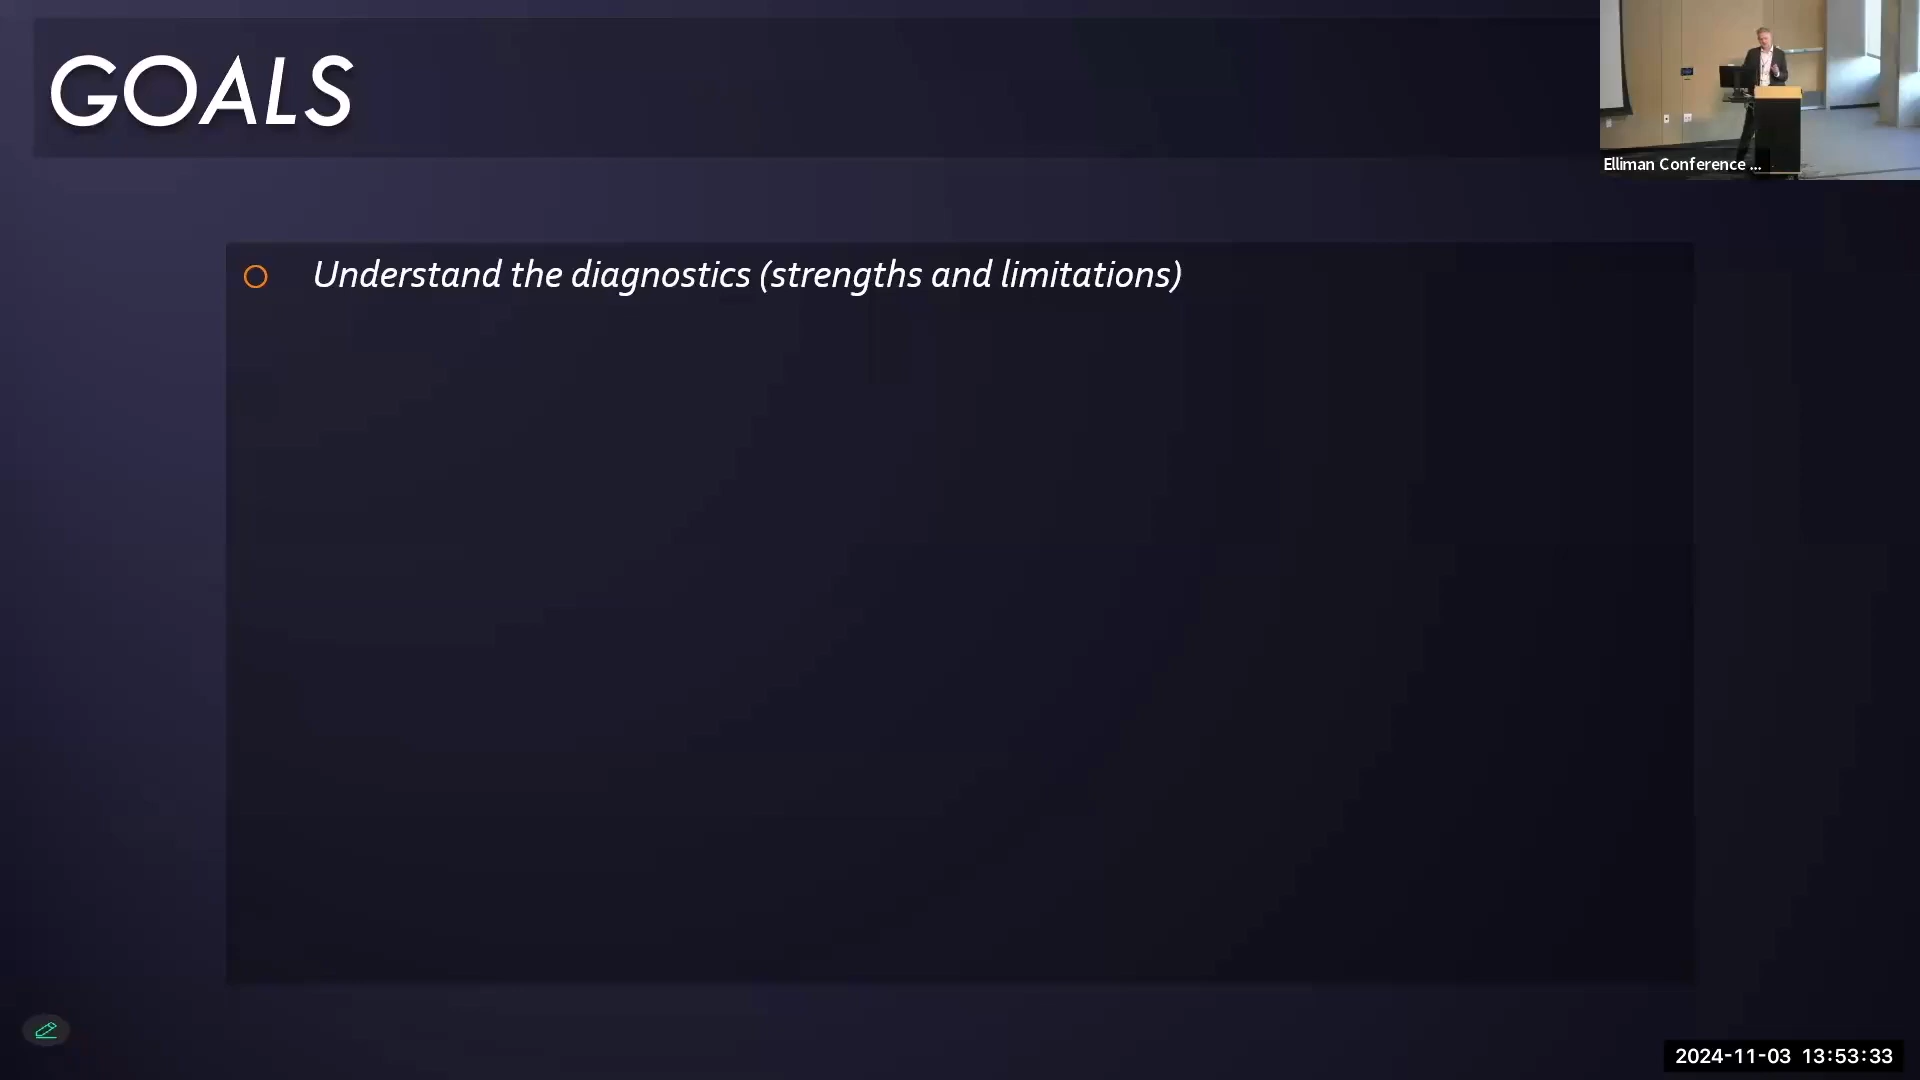 GOALS
Elliman Conference ...
Understand the diagnostics (strengths and limitations)
2024-11-03 13:53:33